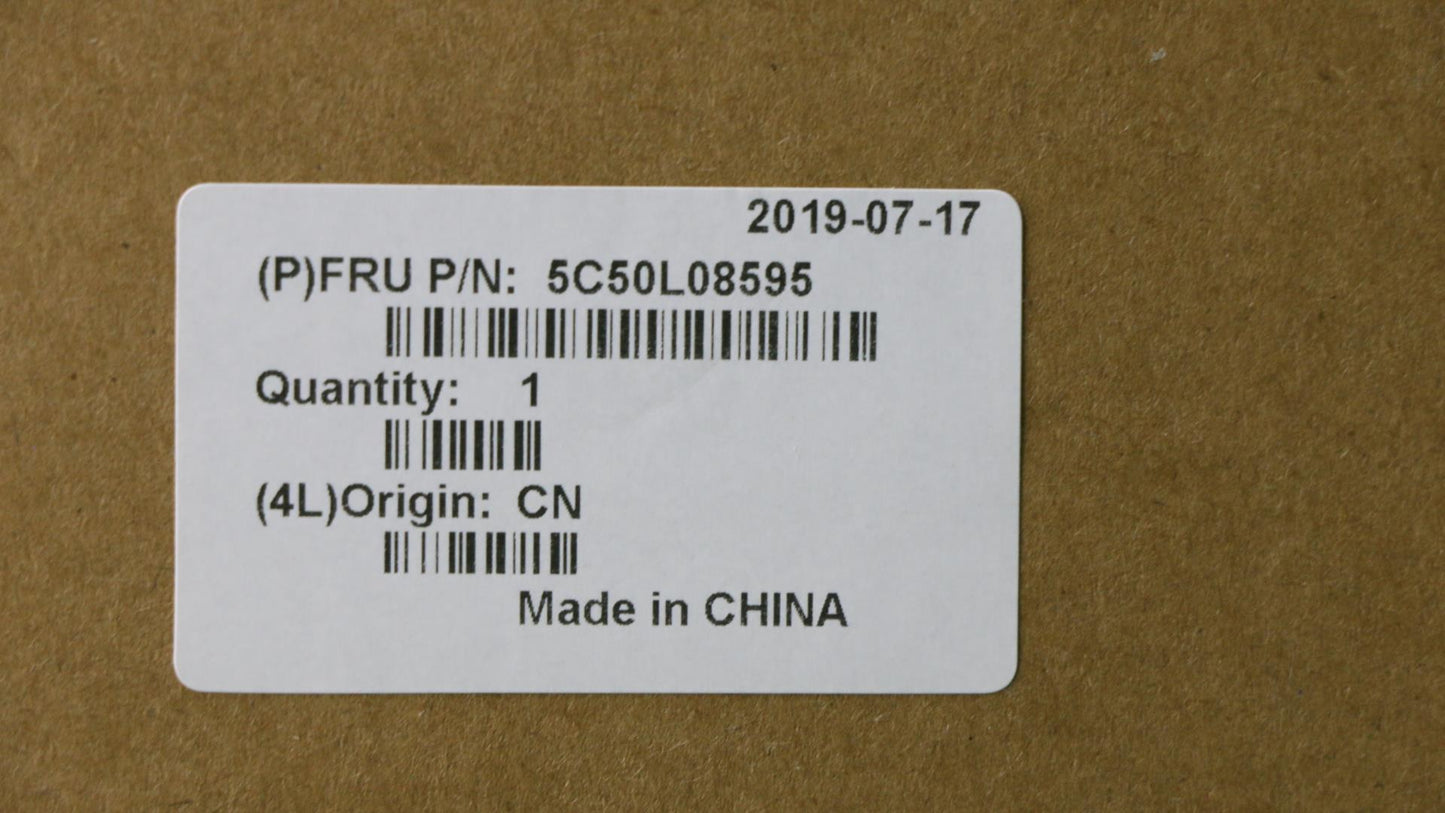 2019-07-17
(P)FRU P/N: 5C50L08595
Quantity: 1
(4L)Origin: CN
Made in CHINA